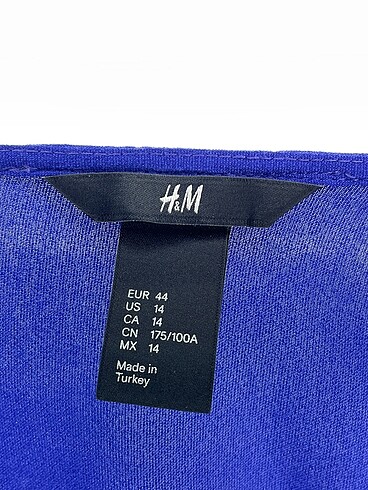 H&M
EUR 44
US 14
CA 14
CN 175/100A
MX 14
Made in
Turkey